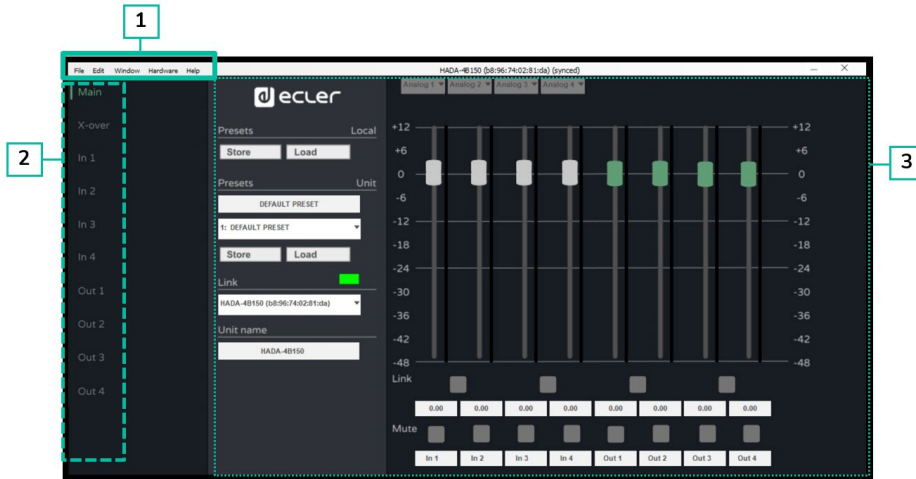 1
File Edit Window Hardware Help
HADA-4B150 (b8:96:74:02:81:da) (synced)
2
Main
X-over
In 1
In 2
In 3
In 4
Out 1
Out 2
Out 3
Out 4
ecler
Presets Local
Store Load
Presets Unit
DEFAULT PRESET
1: DEFAULT PRESET
Store Load
Link
HADA-4B150 (b8:96:74:02:81:da)
Unit name
HADA-4B150
Analog 1 Analog 2 Analog 3 Analog 4
+12 +12
+6 +6
0 0
-6 -6
-12 -12
-18 -18
-24 -24
-30 -30
-36 -36
-42 -42
-48 -48
Link
0.00 0.00 0.00 0.00 0.00 0.00 0.00 0.00
Mute
In 1 In 2 In 3 In 4 Out 1 Out 2 Out 3 Out 4
3